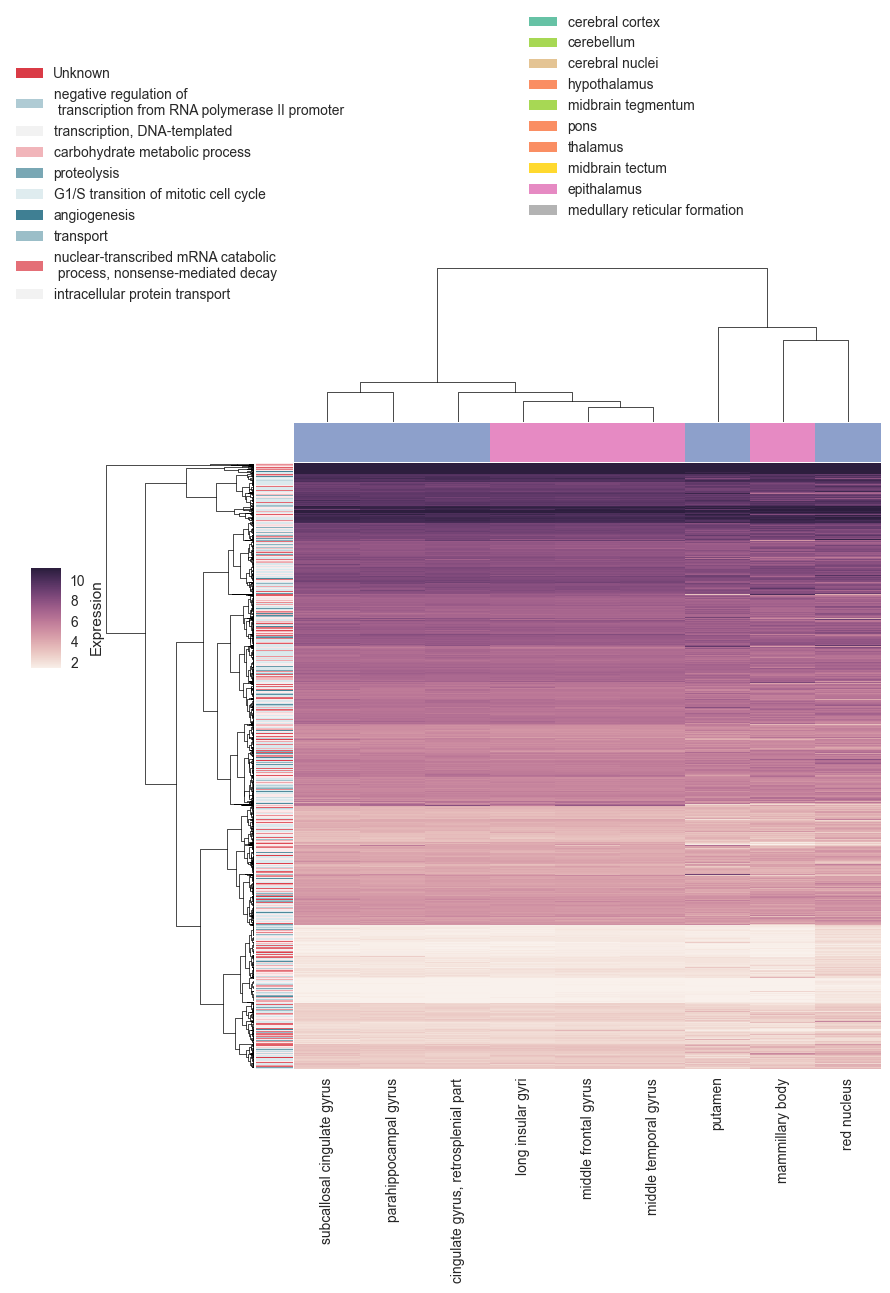 Unknown
negative regulation of
transcription from RNA polymerase II promoter
transcription, DNA-templated
carbohydrate metabolic process
proteolysis
G1/S transition of mitotic cell cycle
angiogenesis
transport
nuclear-transcribed mRNA catabolic
process, nonsense-mediated decay
intracellular protein transport
cerebral cortex
cerebellum
cerebral nuclei
hypothalamus
midbrain tegmentum
pons
thalamus
midbrain tectum
epithalamus
medullary reticular formation
10
8
6
4
2
Expression
subcallosal cingulate gyrus
parahippocampal gyrus
cingulate gyrus, retrosplenial part
long insular gyri
middle frontal gyrus
middle temporal gyrus
putamen
mammillary body
red nucleus